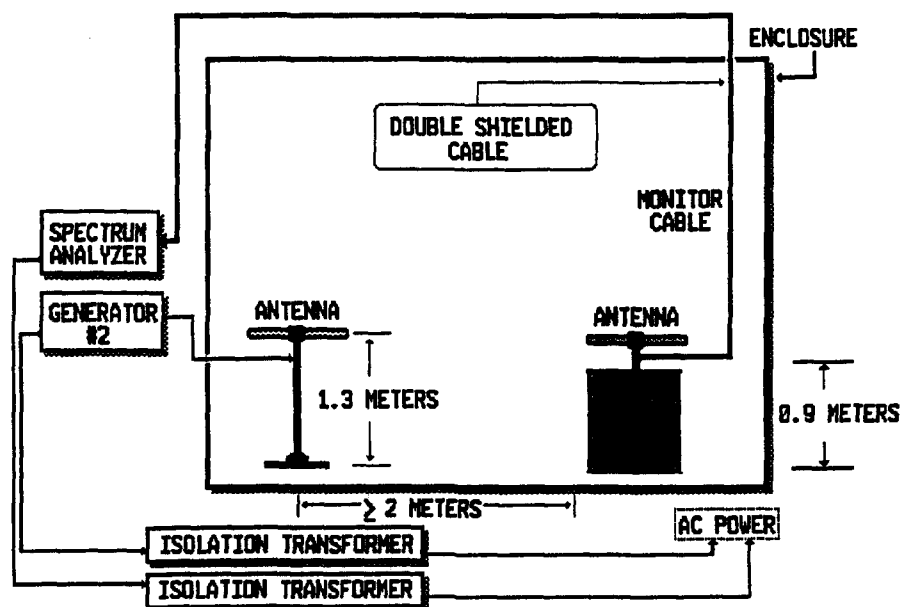 ENCLOSURE
DOUBLE SHIELDED
CABLE
MONITOR
CABLE
SPECTRUM
ANALYZER
GENERATOR
#2
ANTENNA
ANTENNA
1.3 METERS
0.9 METERS
≥ 2 METERS
AC POWER
ISOLATION TRANSFORMER
ISOLATION TRANSFORMER